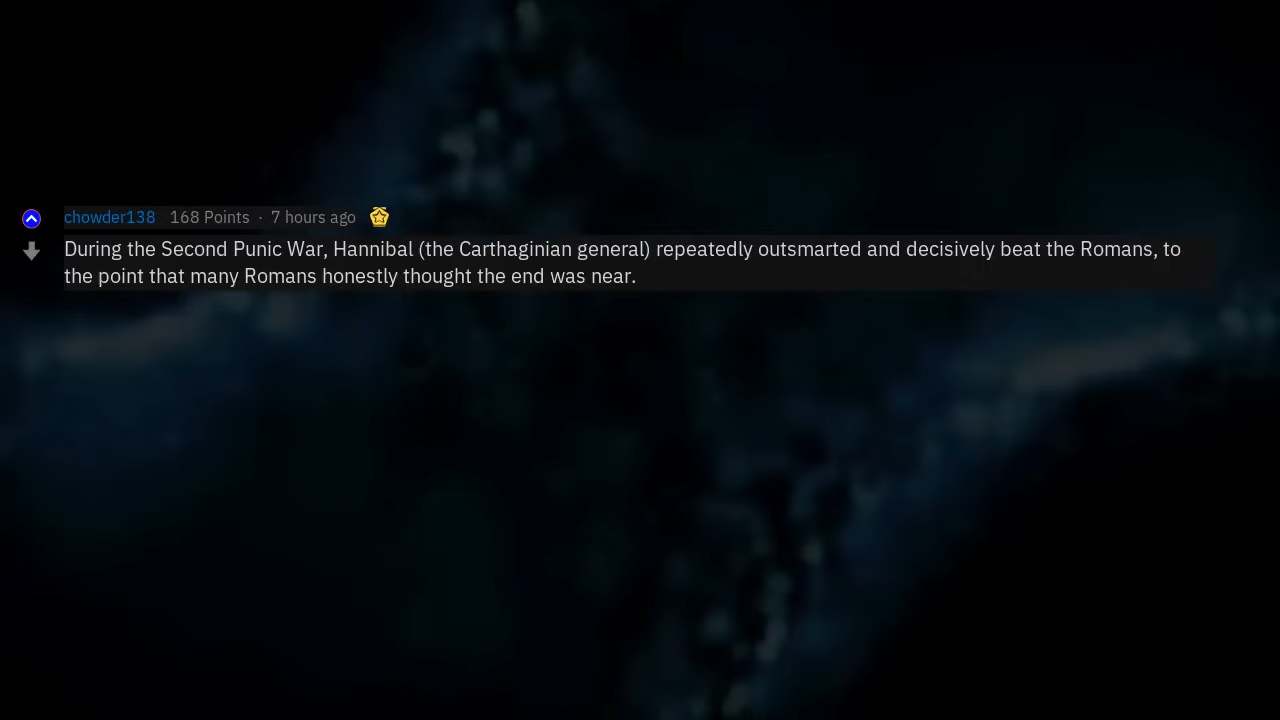 chowder138 168 Points · 7 hours ago
During the Second Punic War, Hannibal (the Carthaginian general) repeatedly outsmarted and decisively beat the Romans, to
the point that many Romans honestly thought the end was near.